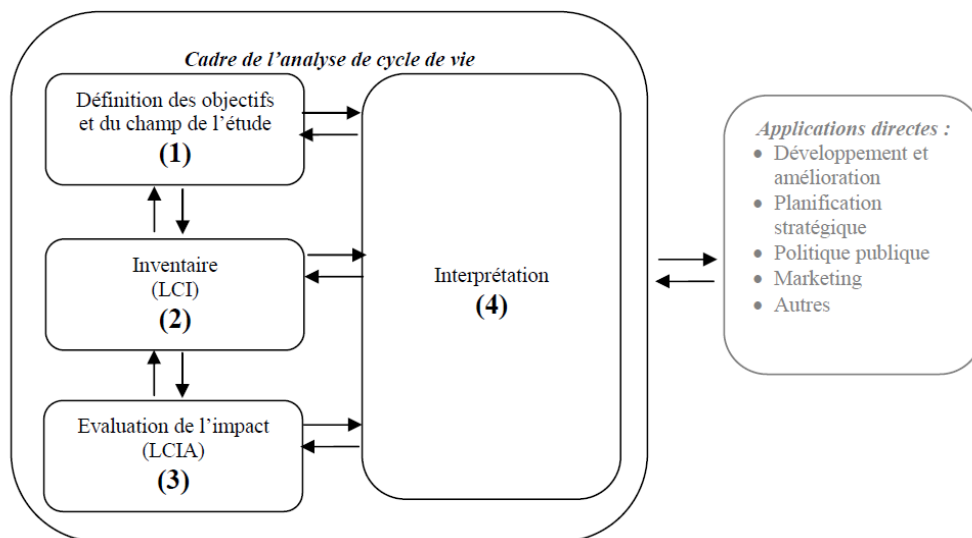 Cadre de l'analyse de cycle de vie
Définition des objectifs
et du champ de l'étude
(1)
Inventaire
(LCI)
(2)
Evaluation de l'impact
(LCIA)
(3)
Interprétation
(4)
Applications directes :
• Développement et
amélioration
• Planification
stratégique
• Politique publique
• Marketing
• Autres